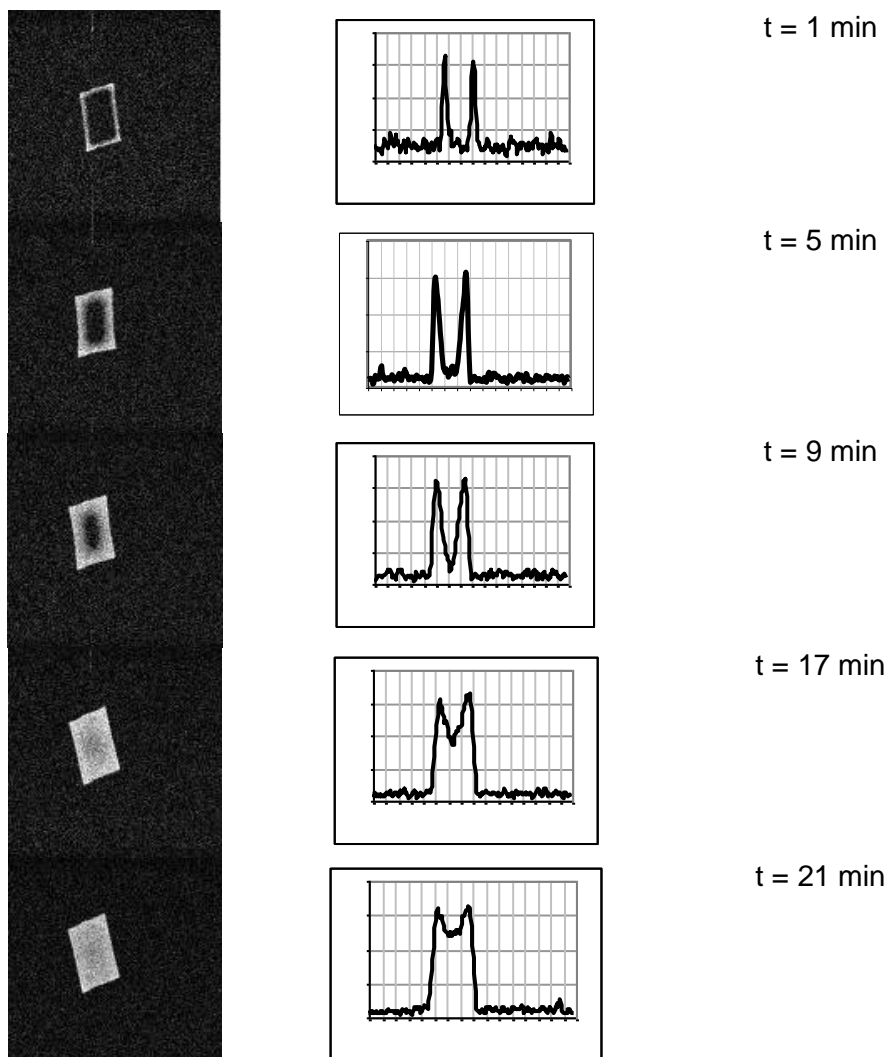 t = 1 min
t = 5 min
t = 9 min
t = 17 min
t = 21 min